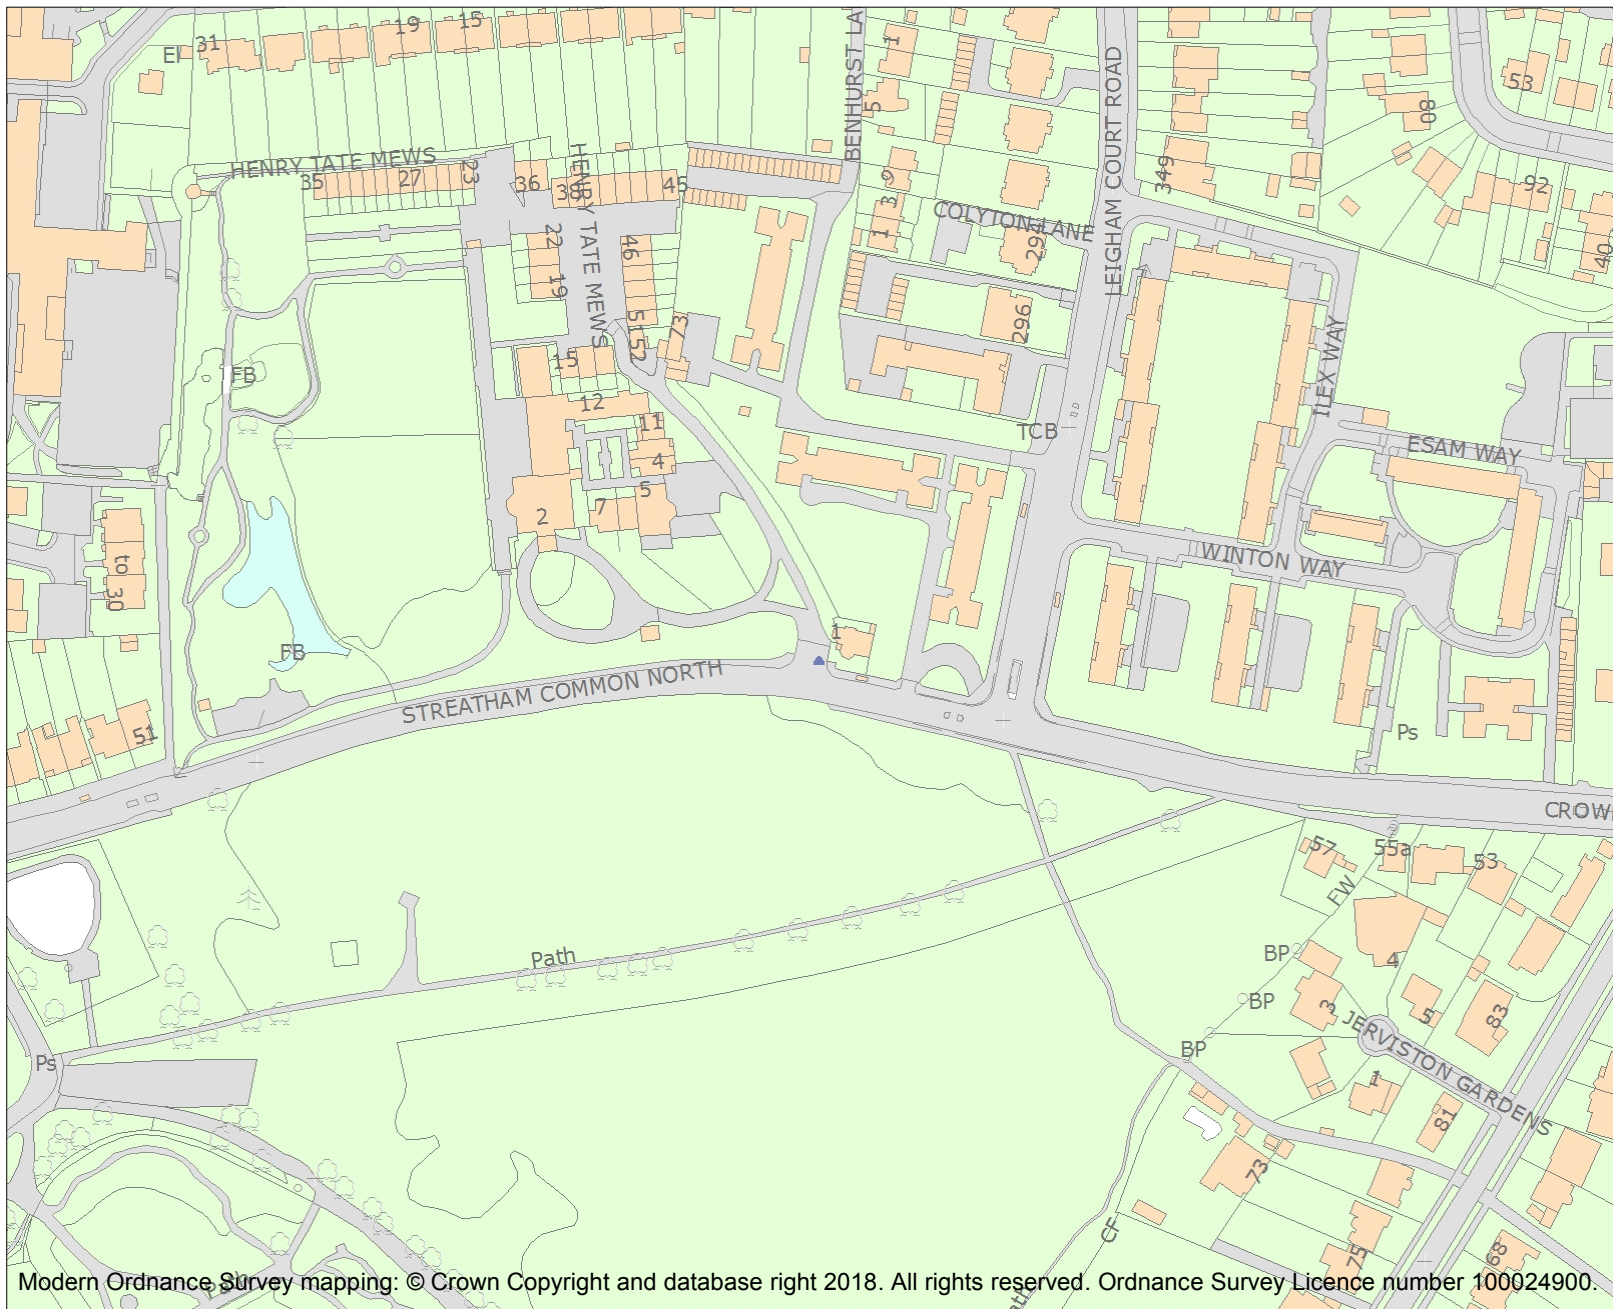 31
19
15
El
BENHURST LA
1
5
LEIGHAM COURT ROAD
53
80
HENRY TATE MEWS
35
27
23
36
38
45
HENRY TATE MEWS
9
3
1
349
92
COLYTON LANE
294
40
22
46
19
296
51
52
73
15
ILEX WAY
FB
12
11
TCB
4
ESAM WAY
5
7
2
WINTON WAY
to
30
1
FB
STREATHAM COMMON NORTH
51
Ps
CROW
57
55a
53
FW
Path
BP
4
BP
3
5
83
JERVISTON GARDENS
BP
Ps
1
81
73
CF
75
68
Path
Modern Ordnance Survey mapping: © Crown Copyright and database right 2018. All rights reserved. Ordnance Survey Licence number 100024900.